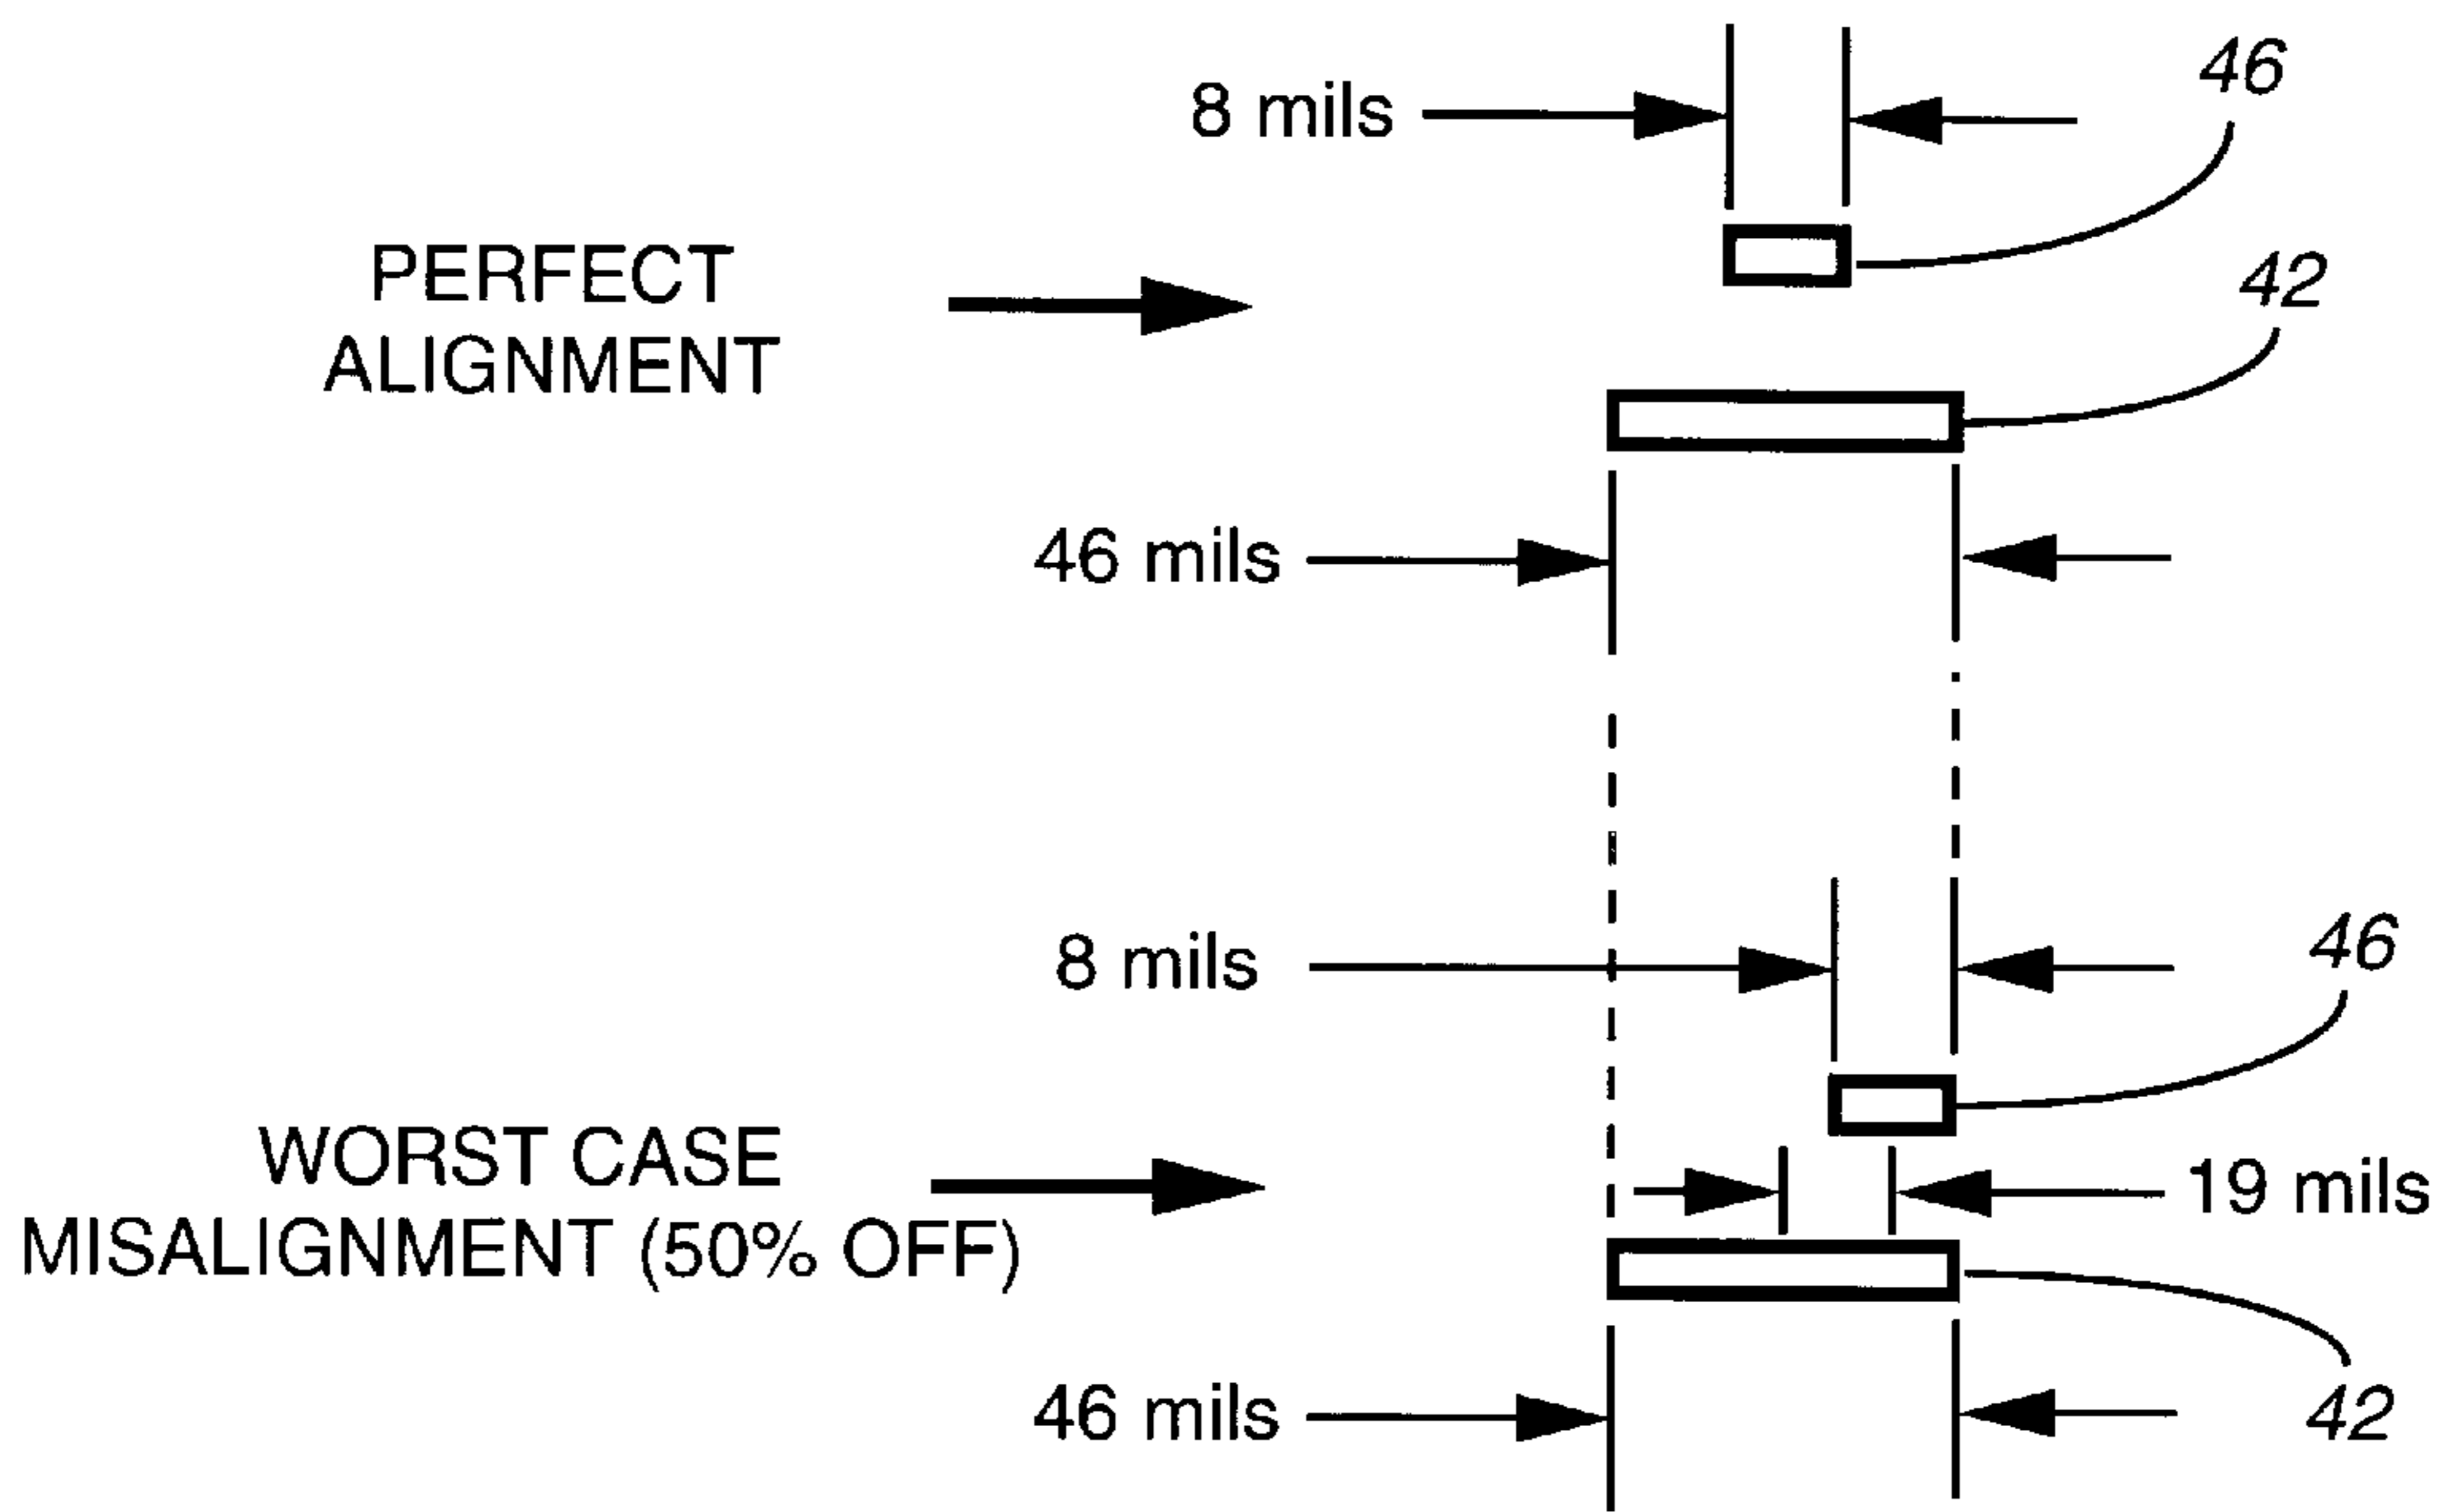 46
8 mils
PERFECT
ALIGNMENT
42
46 mils
8 mils
46
WORST CASE
MISALIGNMENT (50% OFF)
19 mils
46 mils
42